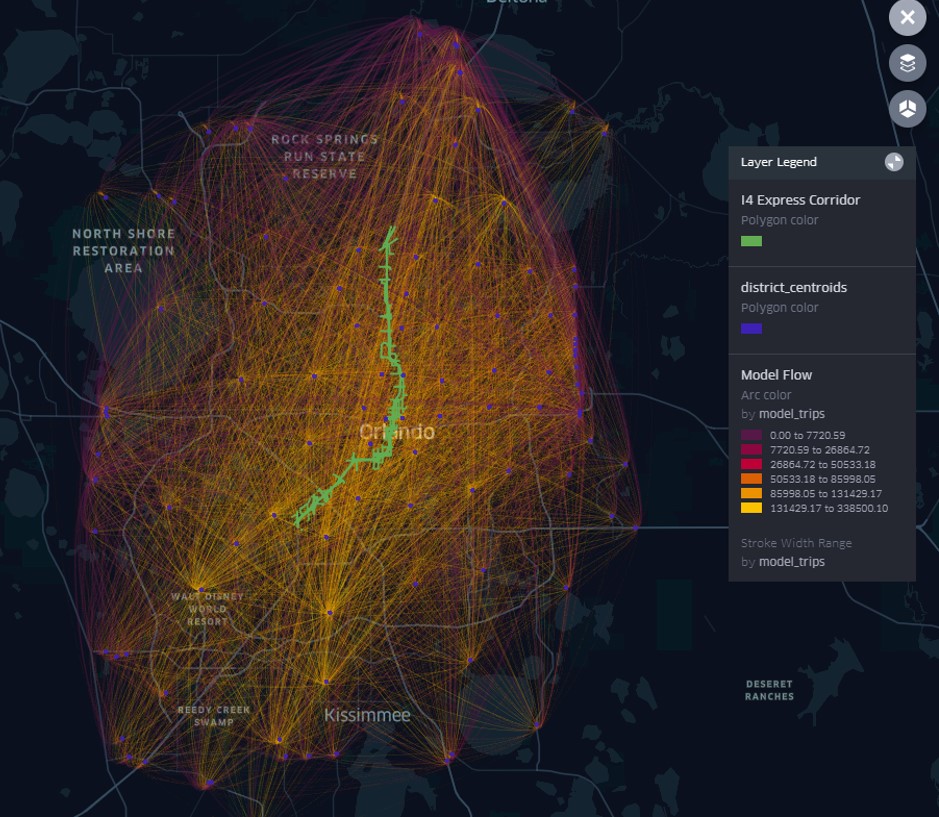 Deltona
ROCK SPRINGS
RUN STATE
RESERVE
NORTH SHORE
RESTORATION
AREA
Orlando
WALT DISNEY
WORLD
RESORT
REEDY CREEK
SWAMP
Kissimmee
DESERET
RANCHES
Layer Legend
I4 Express Corridor
Polygon color
district_centroids
Polygon color
Model Flow
Arc color
by model_trips
0.00 to 7720.59
7720.59 to 26864.72
26864.72 to 50533.18
50533.18 to 85998.05
85998.05 to 131429.17
131429.17 to 338500.10
Stroke Width Range
by model_trips